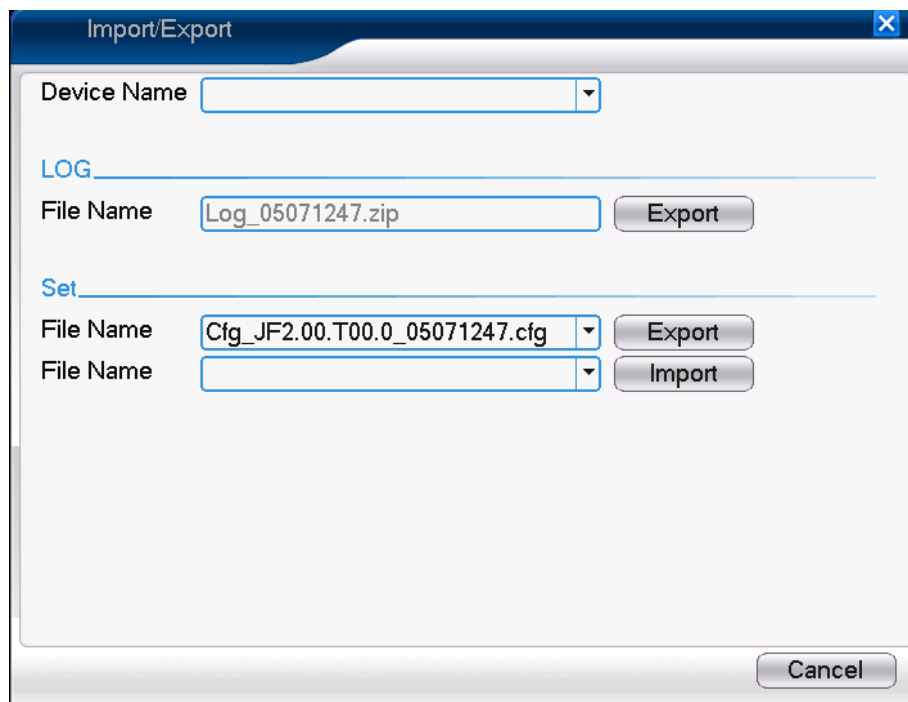 Import/Export
Device Name
LOG
File Name Log_05071247.zip Export
Set
File Name Cfg_JF2.00.T00.0_05071247.cfg Export
File Name Import
Cancel